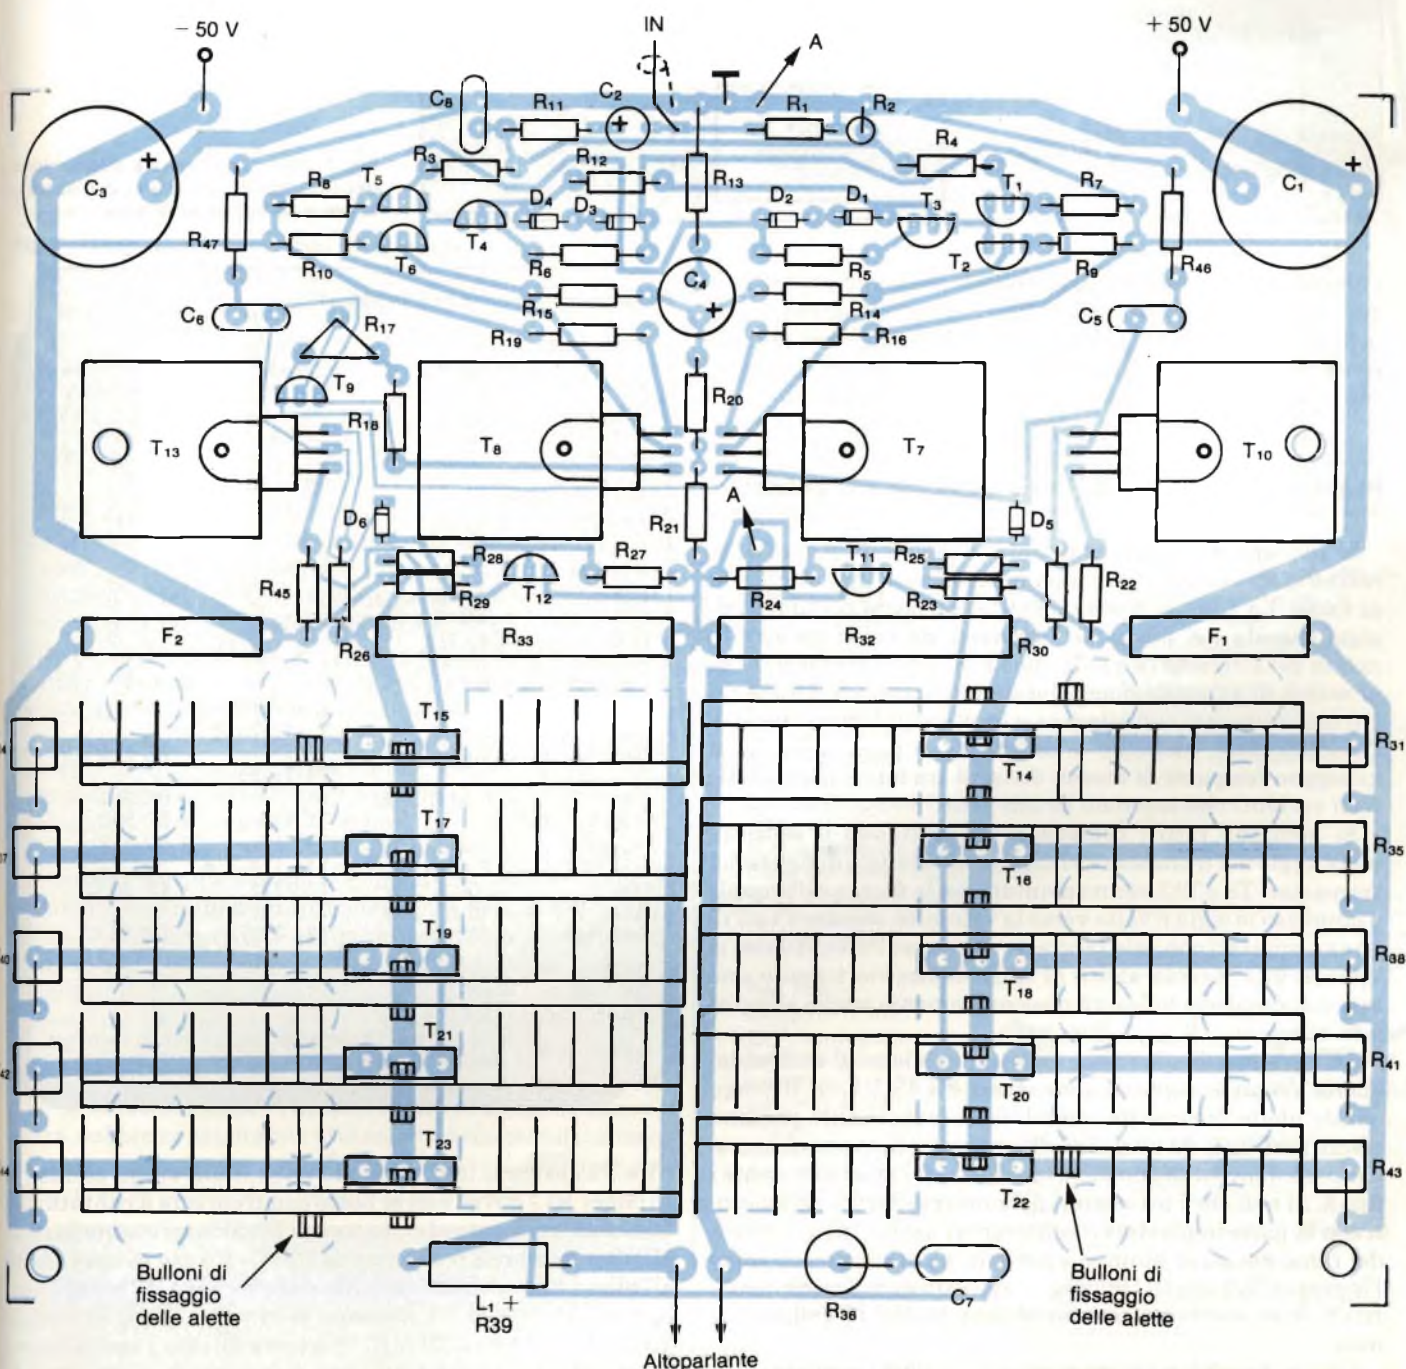 − 50 V
IN
+ 50 V
A
C8
R11
C2
R1
R2
R3
R12
R4
C3
+
+
R13
C1
+
R8
T5
D4
D3
D2
D1
T3
T1
R7
R47
R10
T6
T4
R6
C4
+
R5
T2
R9
R46
C6
R17
R15
R14
C5
R19
R16
T9
R18
R20
T13
T8
T7
T10
A
D6
R21
D5
R28
R27
T11
R25
R45
R29
T12
R24
R23
R22
F2
R26
R33
R32
R30
F1
T15
T14
R31
4
T17
T16
R35
37
T19
T18
R38
40
T21
T20
R41
42
T23
T22
R43
44
Bulloni di
fissaggio
delle alette
L1 +
R39
R36
C7
Bulloni di
fissaggio
delle alette
Altoparlante